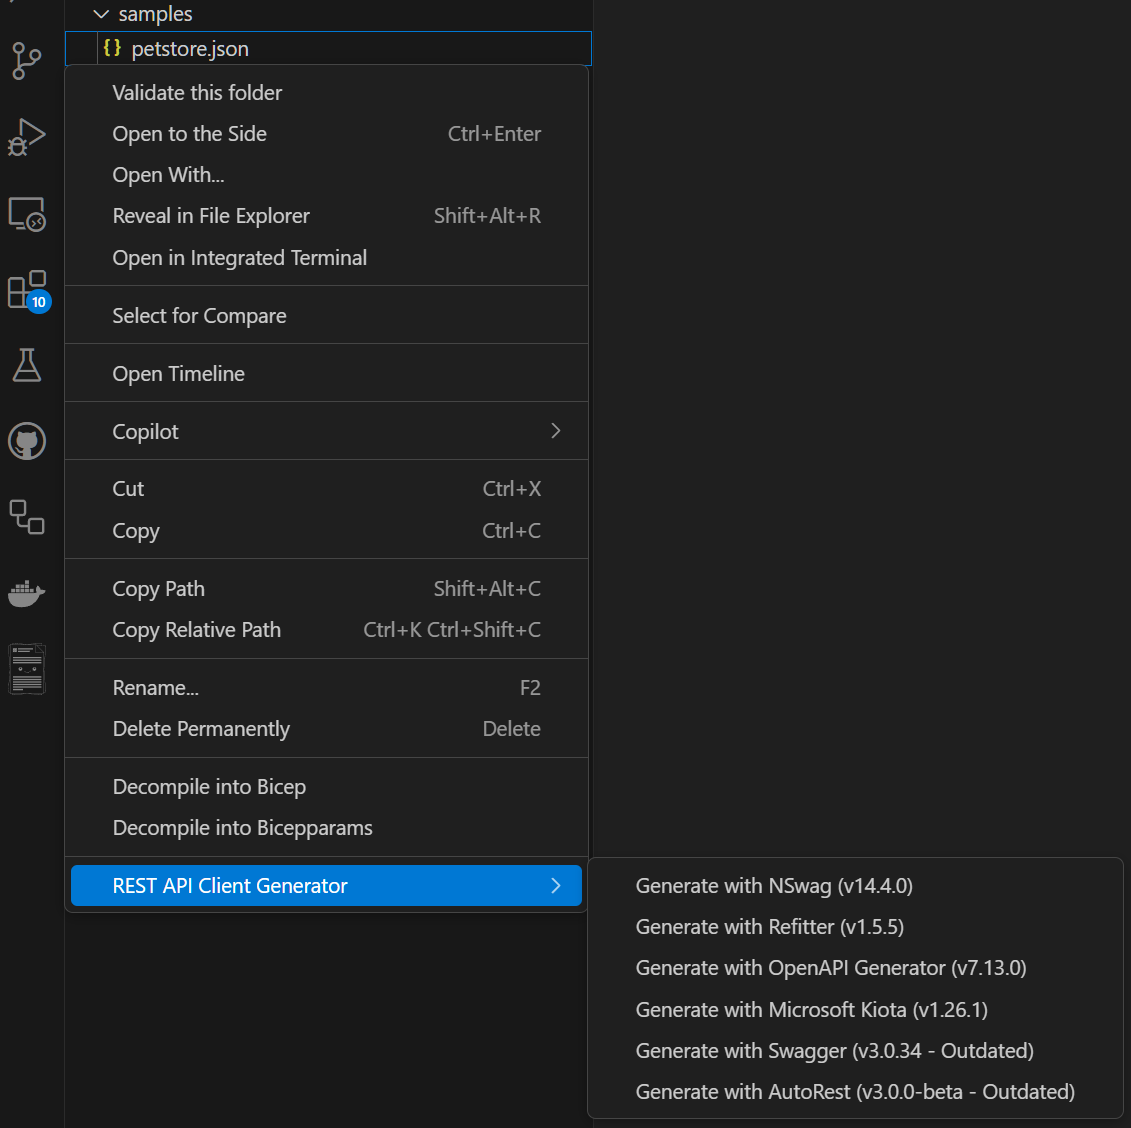 samples
{} petstore.json
Validate this folder
Open to the Side Ctrl+Enter
Open With...
Reveal in File Explorer Shift+Alt+R
Open in Integrated Terminal
Select for Compare
Open Timeline
Copilot
Cut Ctrl+X
Copy Ctrl+C
Copy Path Shift+Alt+C
Copy Relative Path Ctrl+K Ctrl+Shift+C
Rename... F2
Delete Permanently Delete
Decompile into Bicep
Decompile into Bicepparams
REST API Client Generator
Generate with NSwag (v14.4.0)
Generate with Refitter (v1.5.5)
Generate with OpenAPI Generator (v7.13.0)
Generate with Microsoft Kiota (v1.26.1)
Generate with Swagger (v3.0.34 - Outdated)
Generate with AutoRest (v3.0.0-beta - Outdated)
10